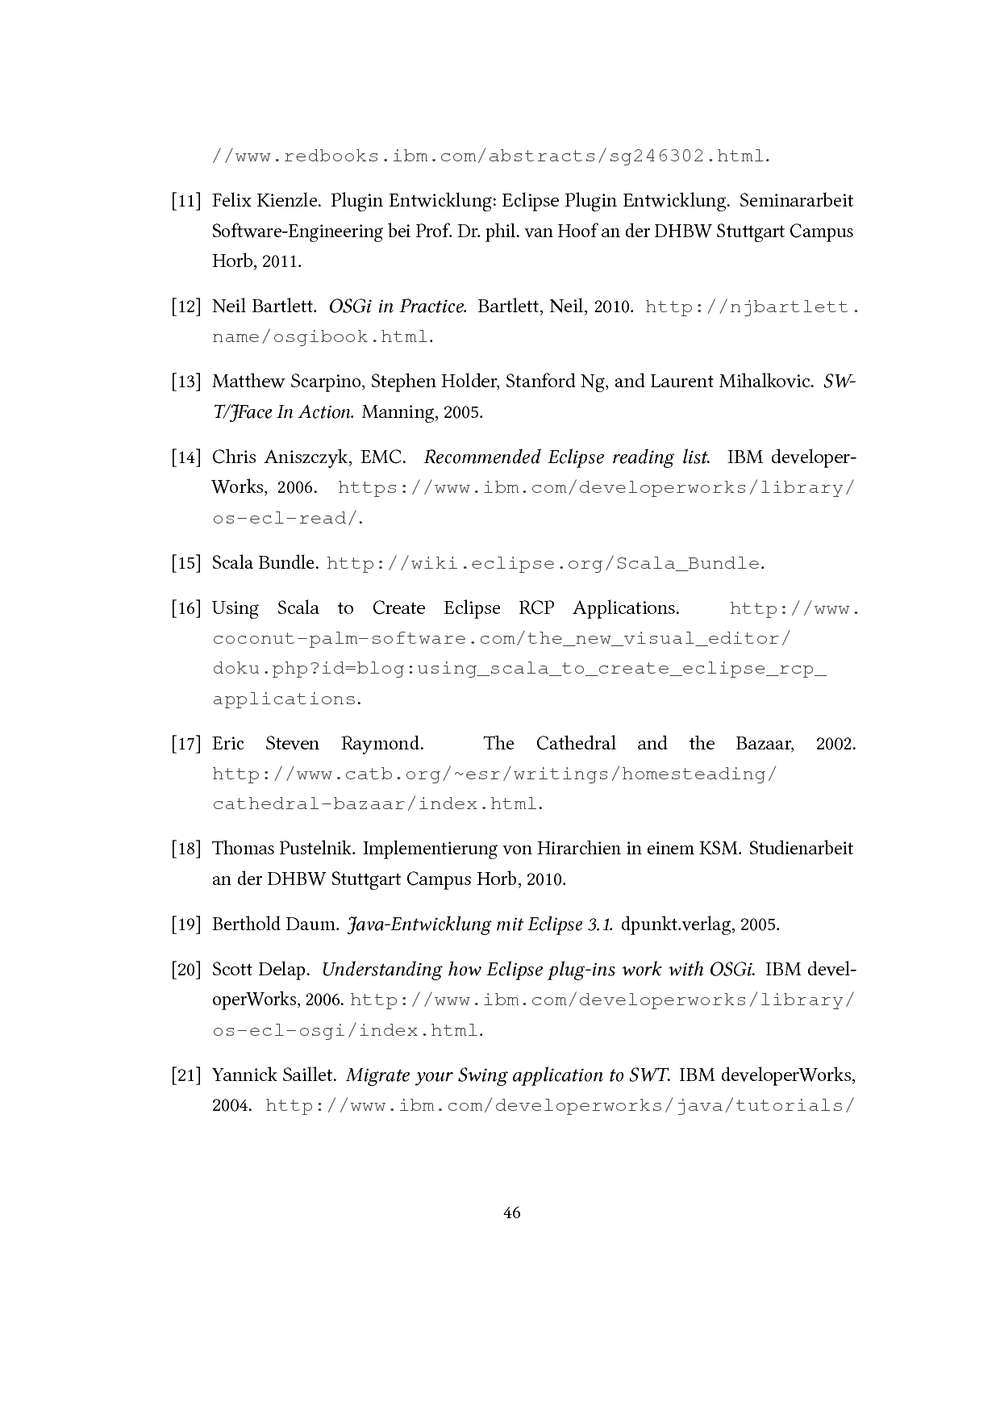 //www.redbooks.ibm.com/abstracts/sg246302.html.
[11] Felix Kienzle. Plugin Entwicklung: Eclipse Plugin Entwicklung. Seminararbeit
Software-Engineering bei Prof. Dr. phil. van Hoof an der DHBW Stuttgart Campus
Horb, 2011.
[12] Neil Bartlett. OSGi in Practice. Bartlett, Neil, 2010. http://njbartlett.
name/osgibook.html.
[13] Matthew Scarpino, Stephen Holder, Stanford Ng, and Laurent Mihalkovic. SW-
T/JFace In Action. Manning, 2005.
[14] Chris Aniszczyk, EMC. Recommended Eclipse reading list. IBM developer-
Works, 2006. https://www.ibm.com/developerworks/library/
os-ecl-read/.
[15] Scala Bundle. http://wiki.eclipse.org/Scala_Bundle.
[16] Using Scala to Create Eclipse RCP Applications. http://www.
coconut-palm-software.com/the_new_visual_editor/
doku.php?id=blog:using_scala_to_create_eclipse_rcp_
applications.
[17] Eric Steven Raymond. The Cathedral and the Bazaar, 2002.
http://www.catb.org/~esr/writings/homesteading/
cathedral-bazaar/index.html.
[18] Thomas Pustelnik. Implementierung von Hirarchien in einem KSM. Studienarbeit
an der DHBW Stuttgart Campus Horb, 2010.
[19] Berthold Daum. Java-Entwicklung mit Eclipse 3.1. dpunkt.verlag, 2005.
[20] Scott Delap. Understanding how Eclipse plug-ins work with OSGi. IBM devel-
operWorks, 2006. http://www.ibm.com/developerworks/library/
os-ecl-osgi/index.html.
[21] Yannick Saillet. Migrate your Swing application to SWT. IBM developerWorks,
2004. http://www.ibm.com/developerworks/java/tutorials/
46